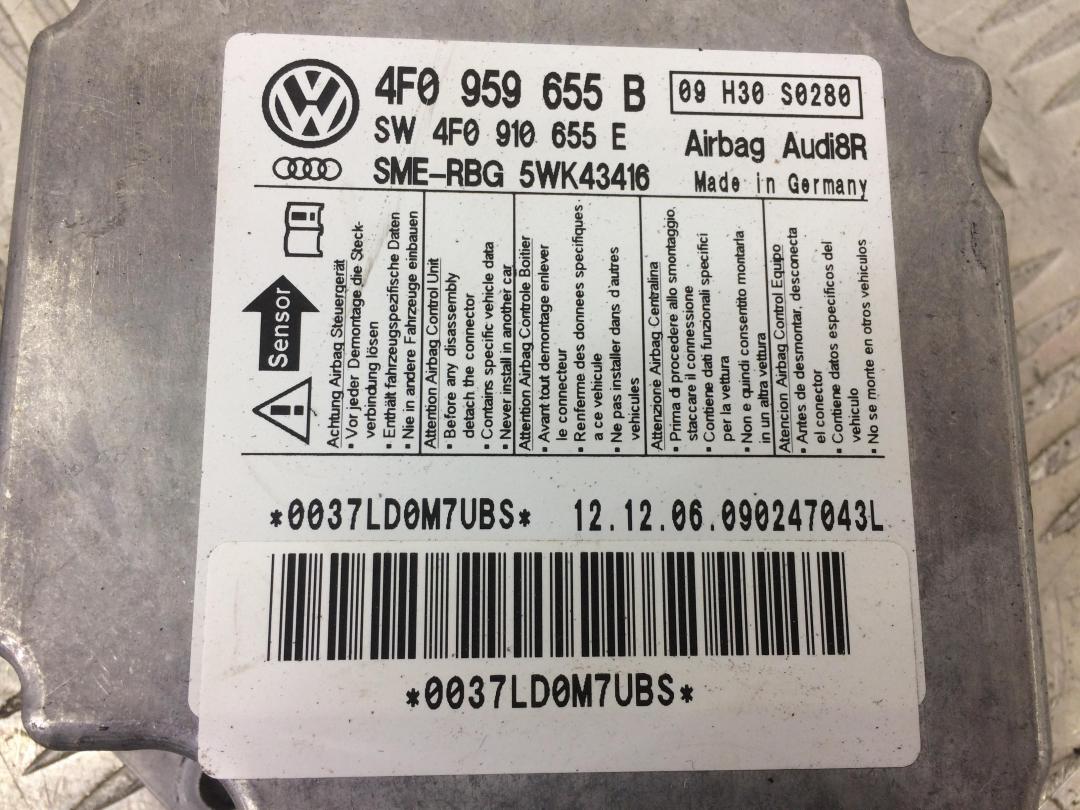 4F0 959 655 B
09 H30 S0280
SW 4F0 910 655 E
Airbag Audi8R
SME-RBG 5WK43416
Made in Germany
Sensor
Achtung Airbag Steuergerät
• Vor jeder Demontage die Steck-
verbindung lösen
• Enthält fahrzeugspezifische Daten
• Nie in andere Fahrzeuge einbauen
Attention Airbag Control Unit
• Before any disassembly
detach the connector
• Contains specific vehicle data
• Never install in another car
Attention Airbag Controle Boitier
• Avant tout demontage enlever
le connecteur
• Renferme des donnees specifiques
a ce vehicule
• Ne pas installer dans d'autres
vehicules
Attenzione Airbag Centralina
• Prima di procedere allo smontaggio,
staccare il connessione
• Contiene dati funzionali specifici
per la vettura
• Non e quindi consentito montarla
in un altra vettura
Atencion Airbag Control Equipo
• Antes de desmontar, desconecta
el conector
• Contiene datos especificos del
vehiculo
• No se monte en otros vehiculos
*0037LD0M7UBS*
12.12.06.090247043L
*0037LD0M7UBS*